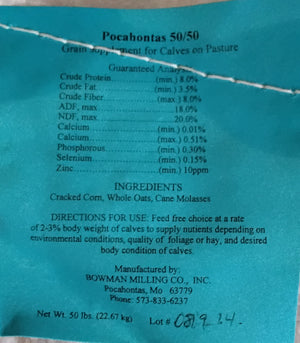 Pocahontas 50/50
Grain Supplement for Calves on Pasture
Guaranteed Analysis
Crude Protein..................(min.) 8.0%
Crude Fat........................(min.) 3.5%
Crude Fiber.....................(max.) 8.0%
ADF, max........................18.0%
NDF, max........................20.0%
Calcium..........................(min.) 0.01%
Calcium..........................(max.) 0.51%
Phosphorous...................(min.) 0.30%
Selenium.........................(min.) 0.15%
Zinc................................(min.) 10ppm
INGREDIENTS
Cracked Corn, Whole Oats, Cane Molasses
DIRECTIONS FOR USE: Feed free choice at a rate
of 2-3% body weight of calves to supply nutients depending on
environmental conditions, quality of foliage or hay, and desired
body condition of calves.
Manufactured by:
BOWMAN MILLING CO., INC.
Pocahontas, Mo 63779
Phone: 573-833-6237
Net Wt. 50 lbs. (22.67 kg) Lot #